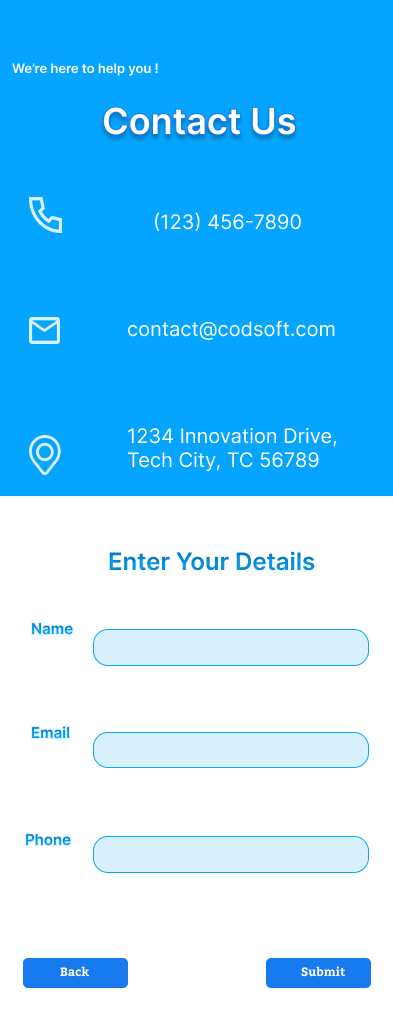 We're here to help you !
Contact Us
(123) 456-7890
contact@codsoft.com
1234 Innovation Drive,
Tech City, TC 56789
Enter Your Details
Name
Email
Phone
Back
Submit